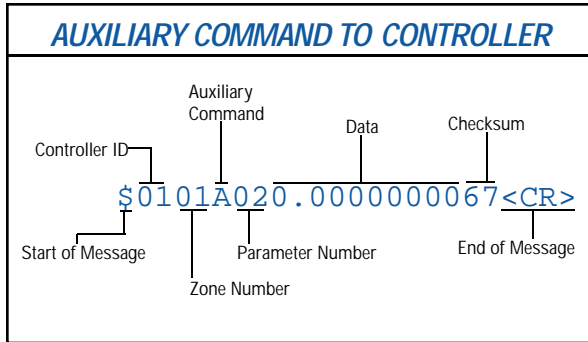 AUXILIARY COMMAND TO CONTROLLER
Auxiliary
Command
Data
Checksum
Controller ID
$0101A020.000000067<CR>
Start of Message
Parameter Number
End of Message
Zone Number